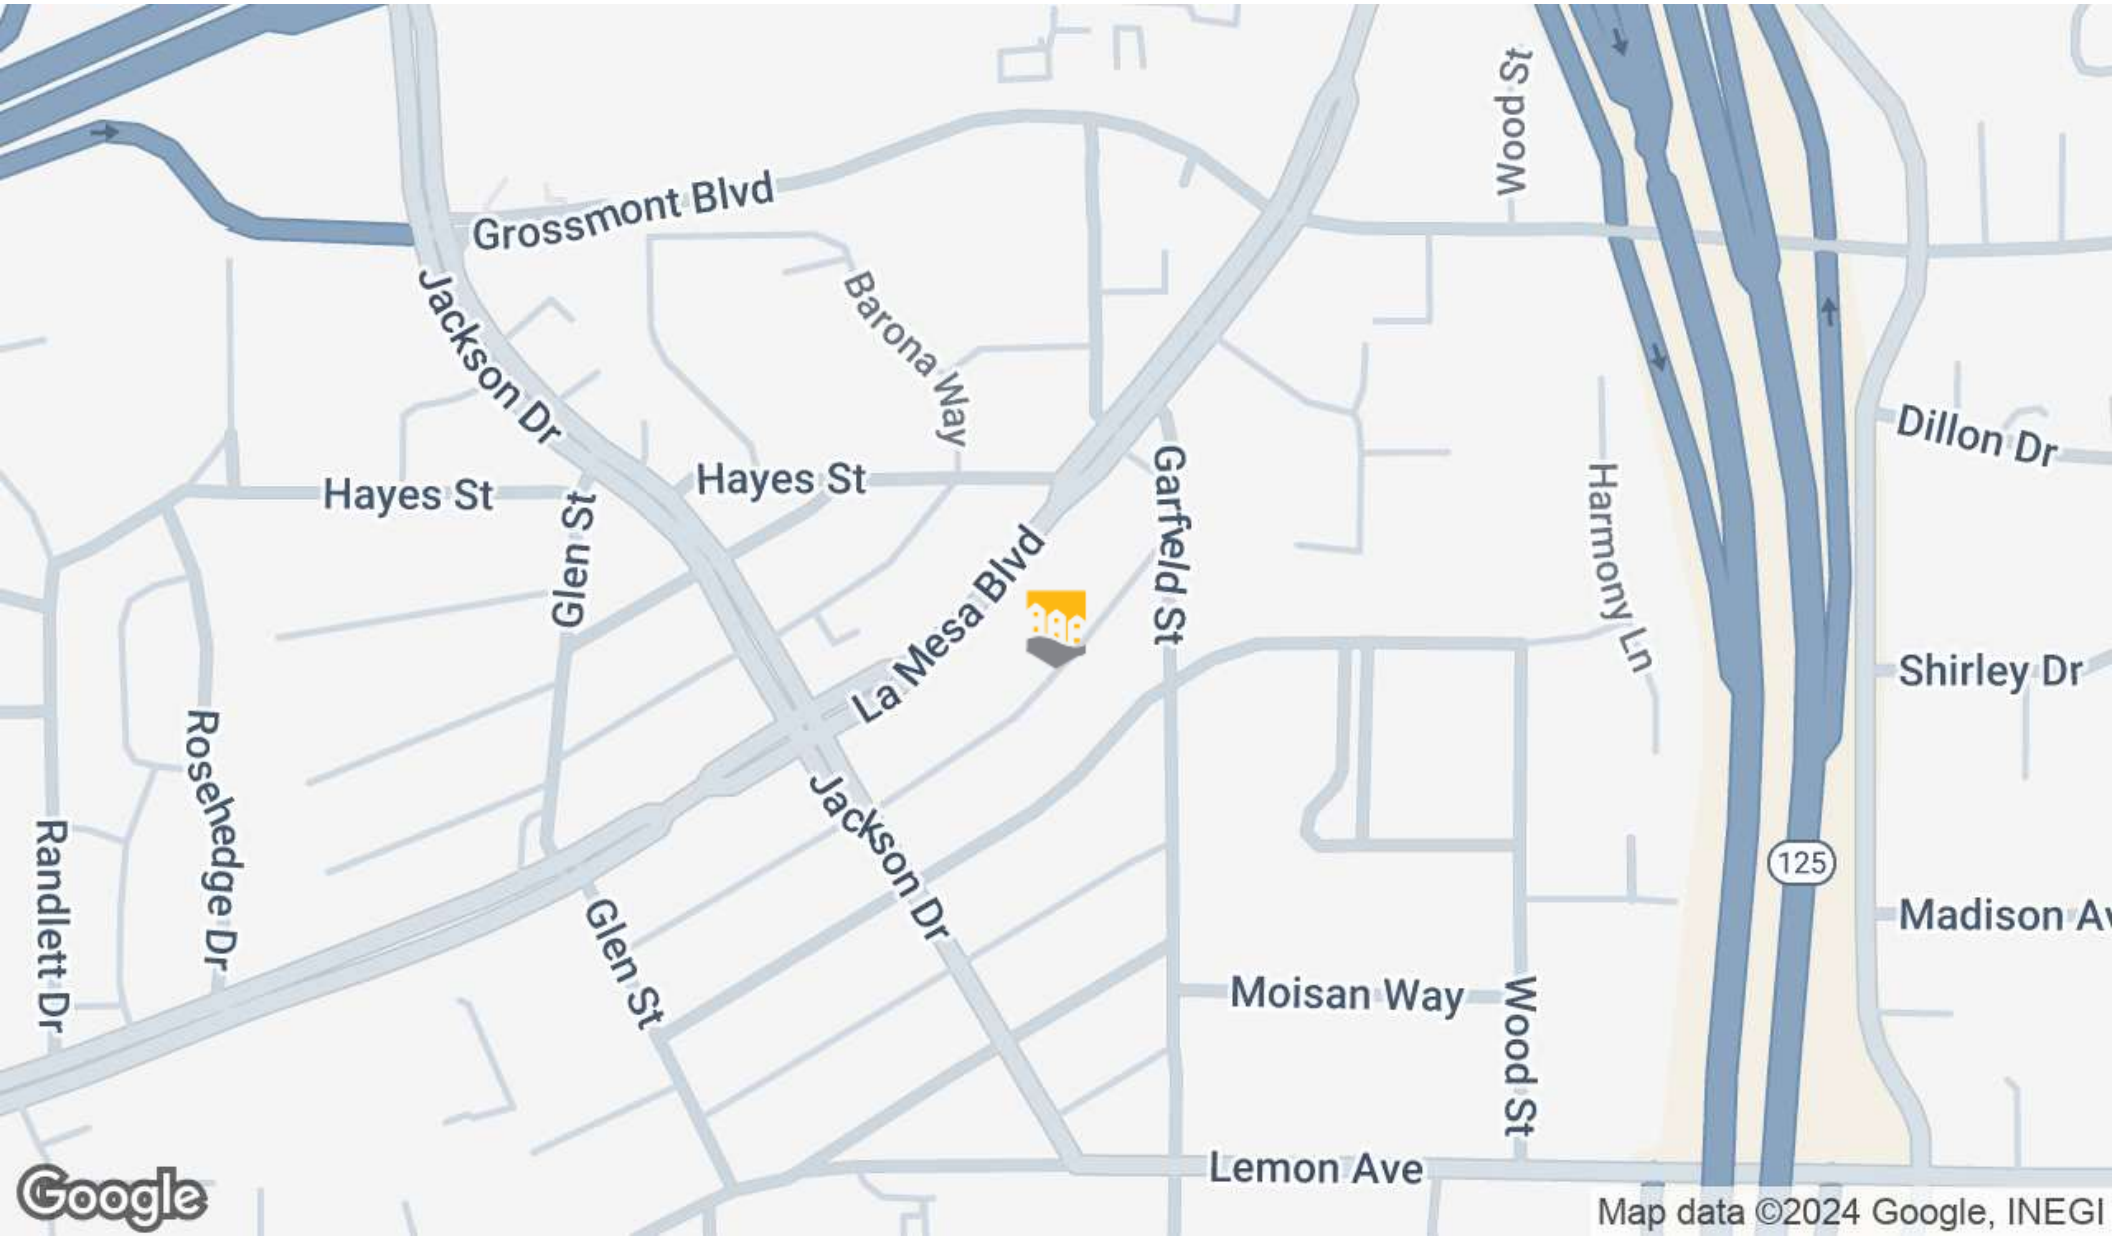 Wood St
Grossmont Blvd
Jackson Dr
Barona Way
Dillon Dr
Hayes St
Hayes St
Glen St
Garfield St
Harmony Ln
La Mesa Blvd
Shirley Dr
Rosehedge Dr
Randlett Dr
Jackson Dr
125
Glen St
Madison Av
Moisan Way
Wood St
Lemon Ave
Google
Map data ©2024 Google, INEGI